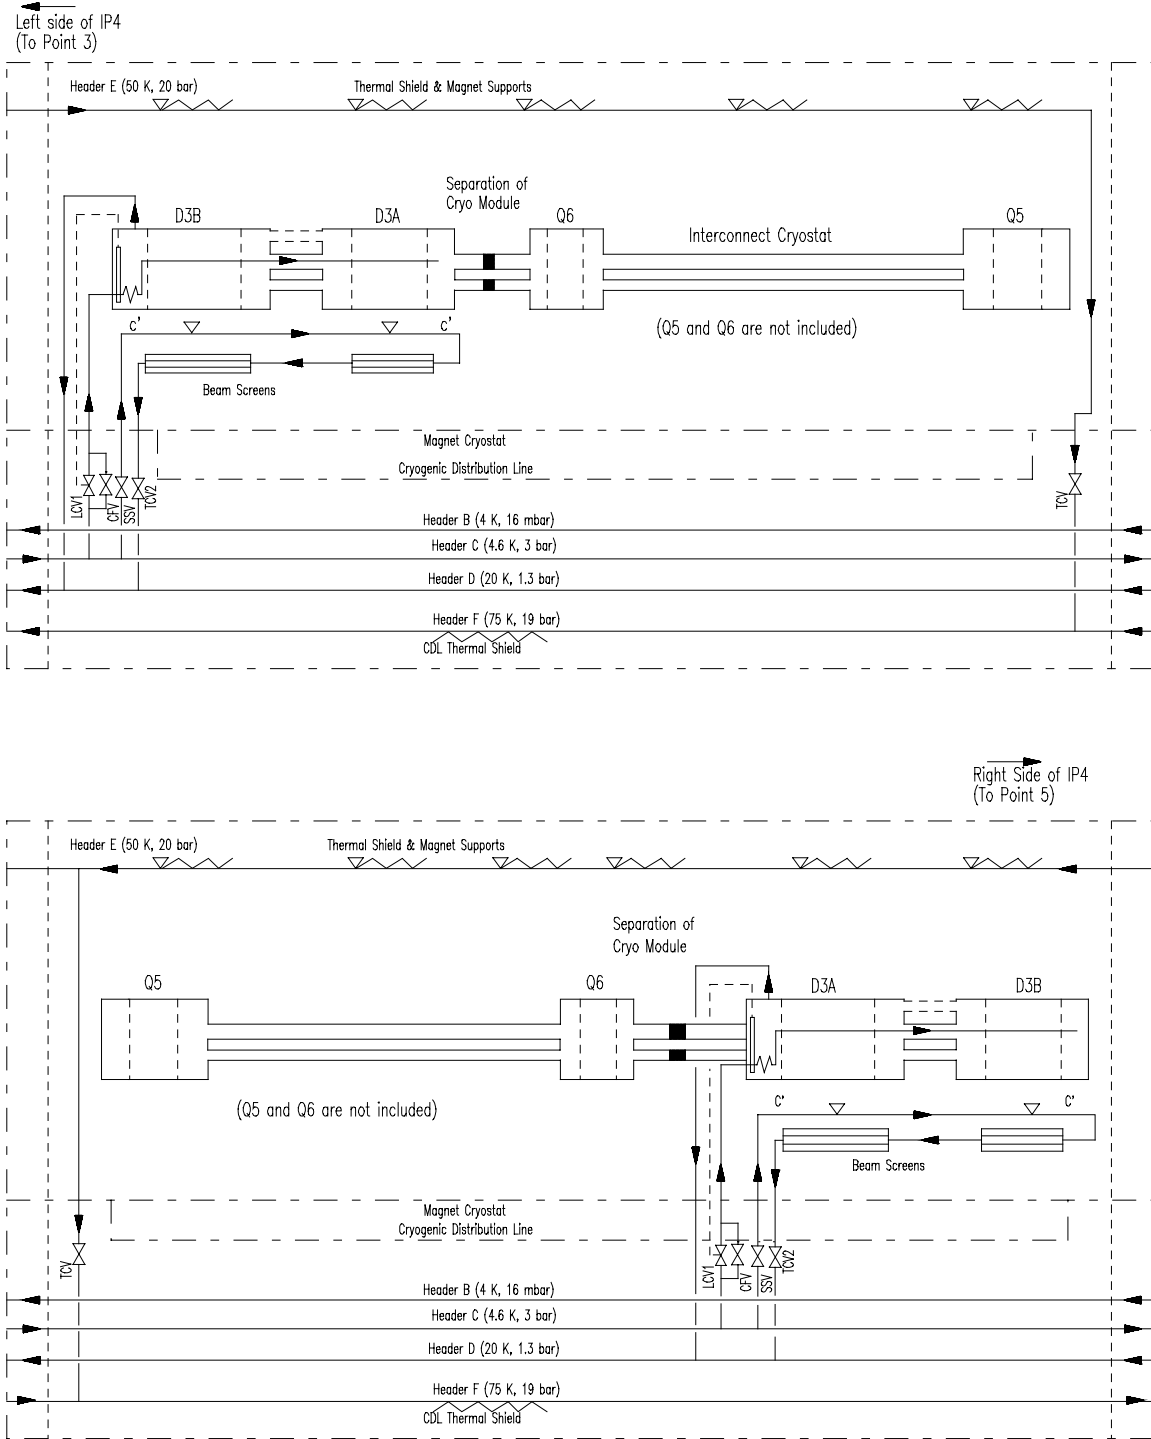 Left side of IP4
(To Point 3)
Header E (50 K, 20 bar)
Thermal Shield & Magnet Supports
Separation of
Cryo Module
D3B
D3A
Q6
Q5
Interconnect Cryostat
C'
C'
(Q5 and Q6 are not included)
Beam Screens
Magnet Cryostat
Cryogenic Distribution Line
LCV1
CFV
SSV
TCV2
TCV
Header B (4 K, 16 mbar)
Header C (4.6 K, 3 bar)
Header D (20 K, 1.3 bar)
Header F (75 K, 19 bar)
CDL Thermal Shield
Right Side of IP4
(To Point 5)
Header E (50 K, 20 bar)
Thermal Shield & Magnet Supports
Separation of
Cryo Module
Q5
Q6
D3A
D3B
(Q5 and Q6 are not included)
C'
C'
Beam Screens
Magnet Cryostat
Cryogenic Distribution Line
TCV
LCV1
CFV
SSV
TCV2
Header B (4 K, 16 mbar)
Header C (4.6 K, 3 bar)
Header D (20 K, 1.3 bar)
Header F (75 K, 19 bar)
CDL Thermal Shield